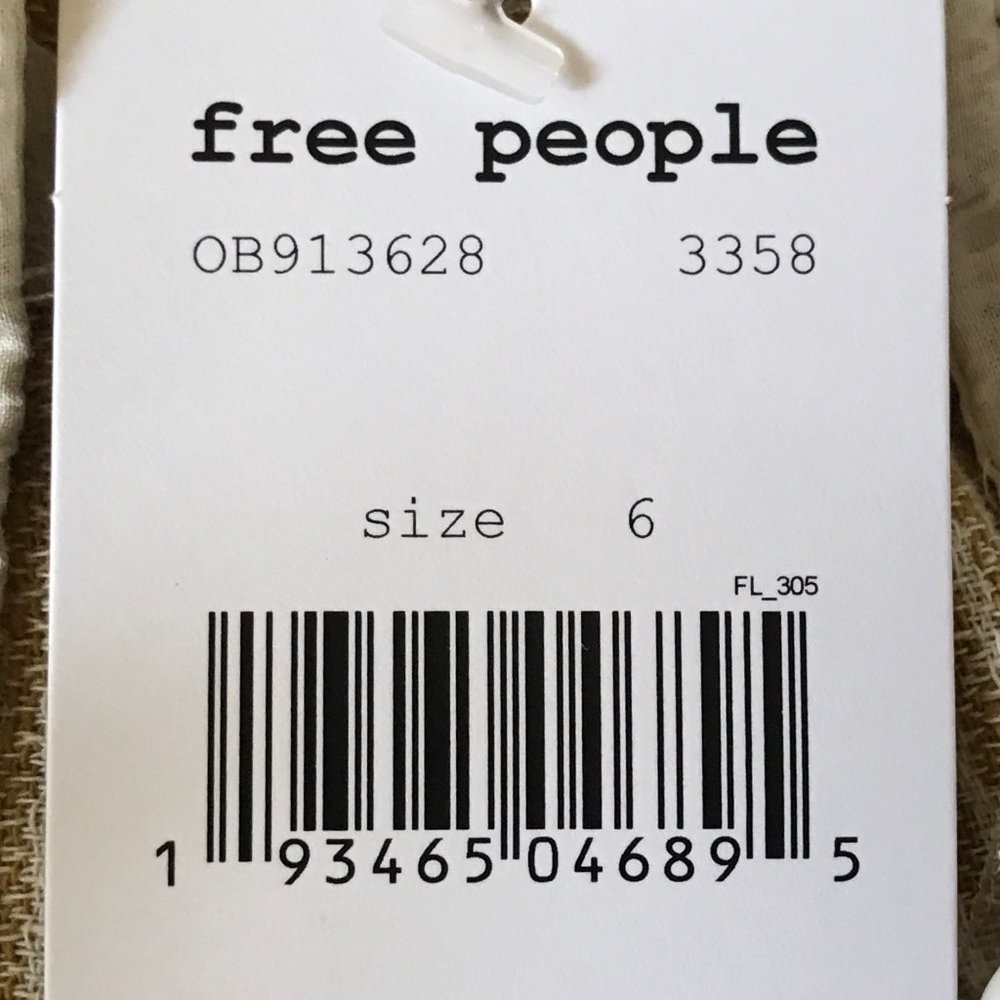 free people
OB913628 3358
size 6
FL_305
1 93465 04689 5